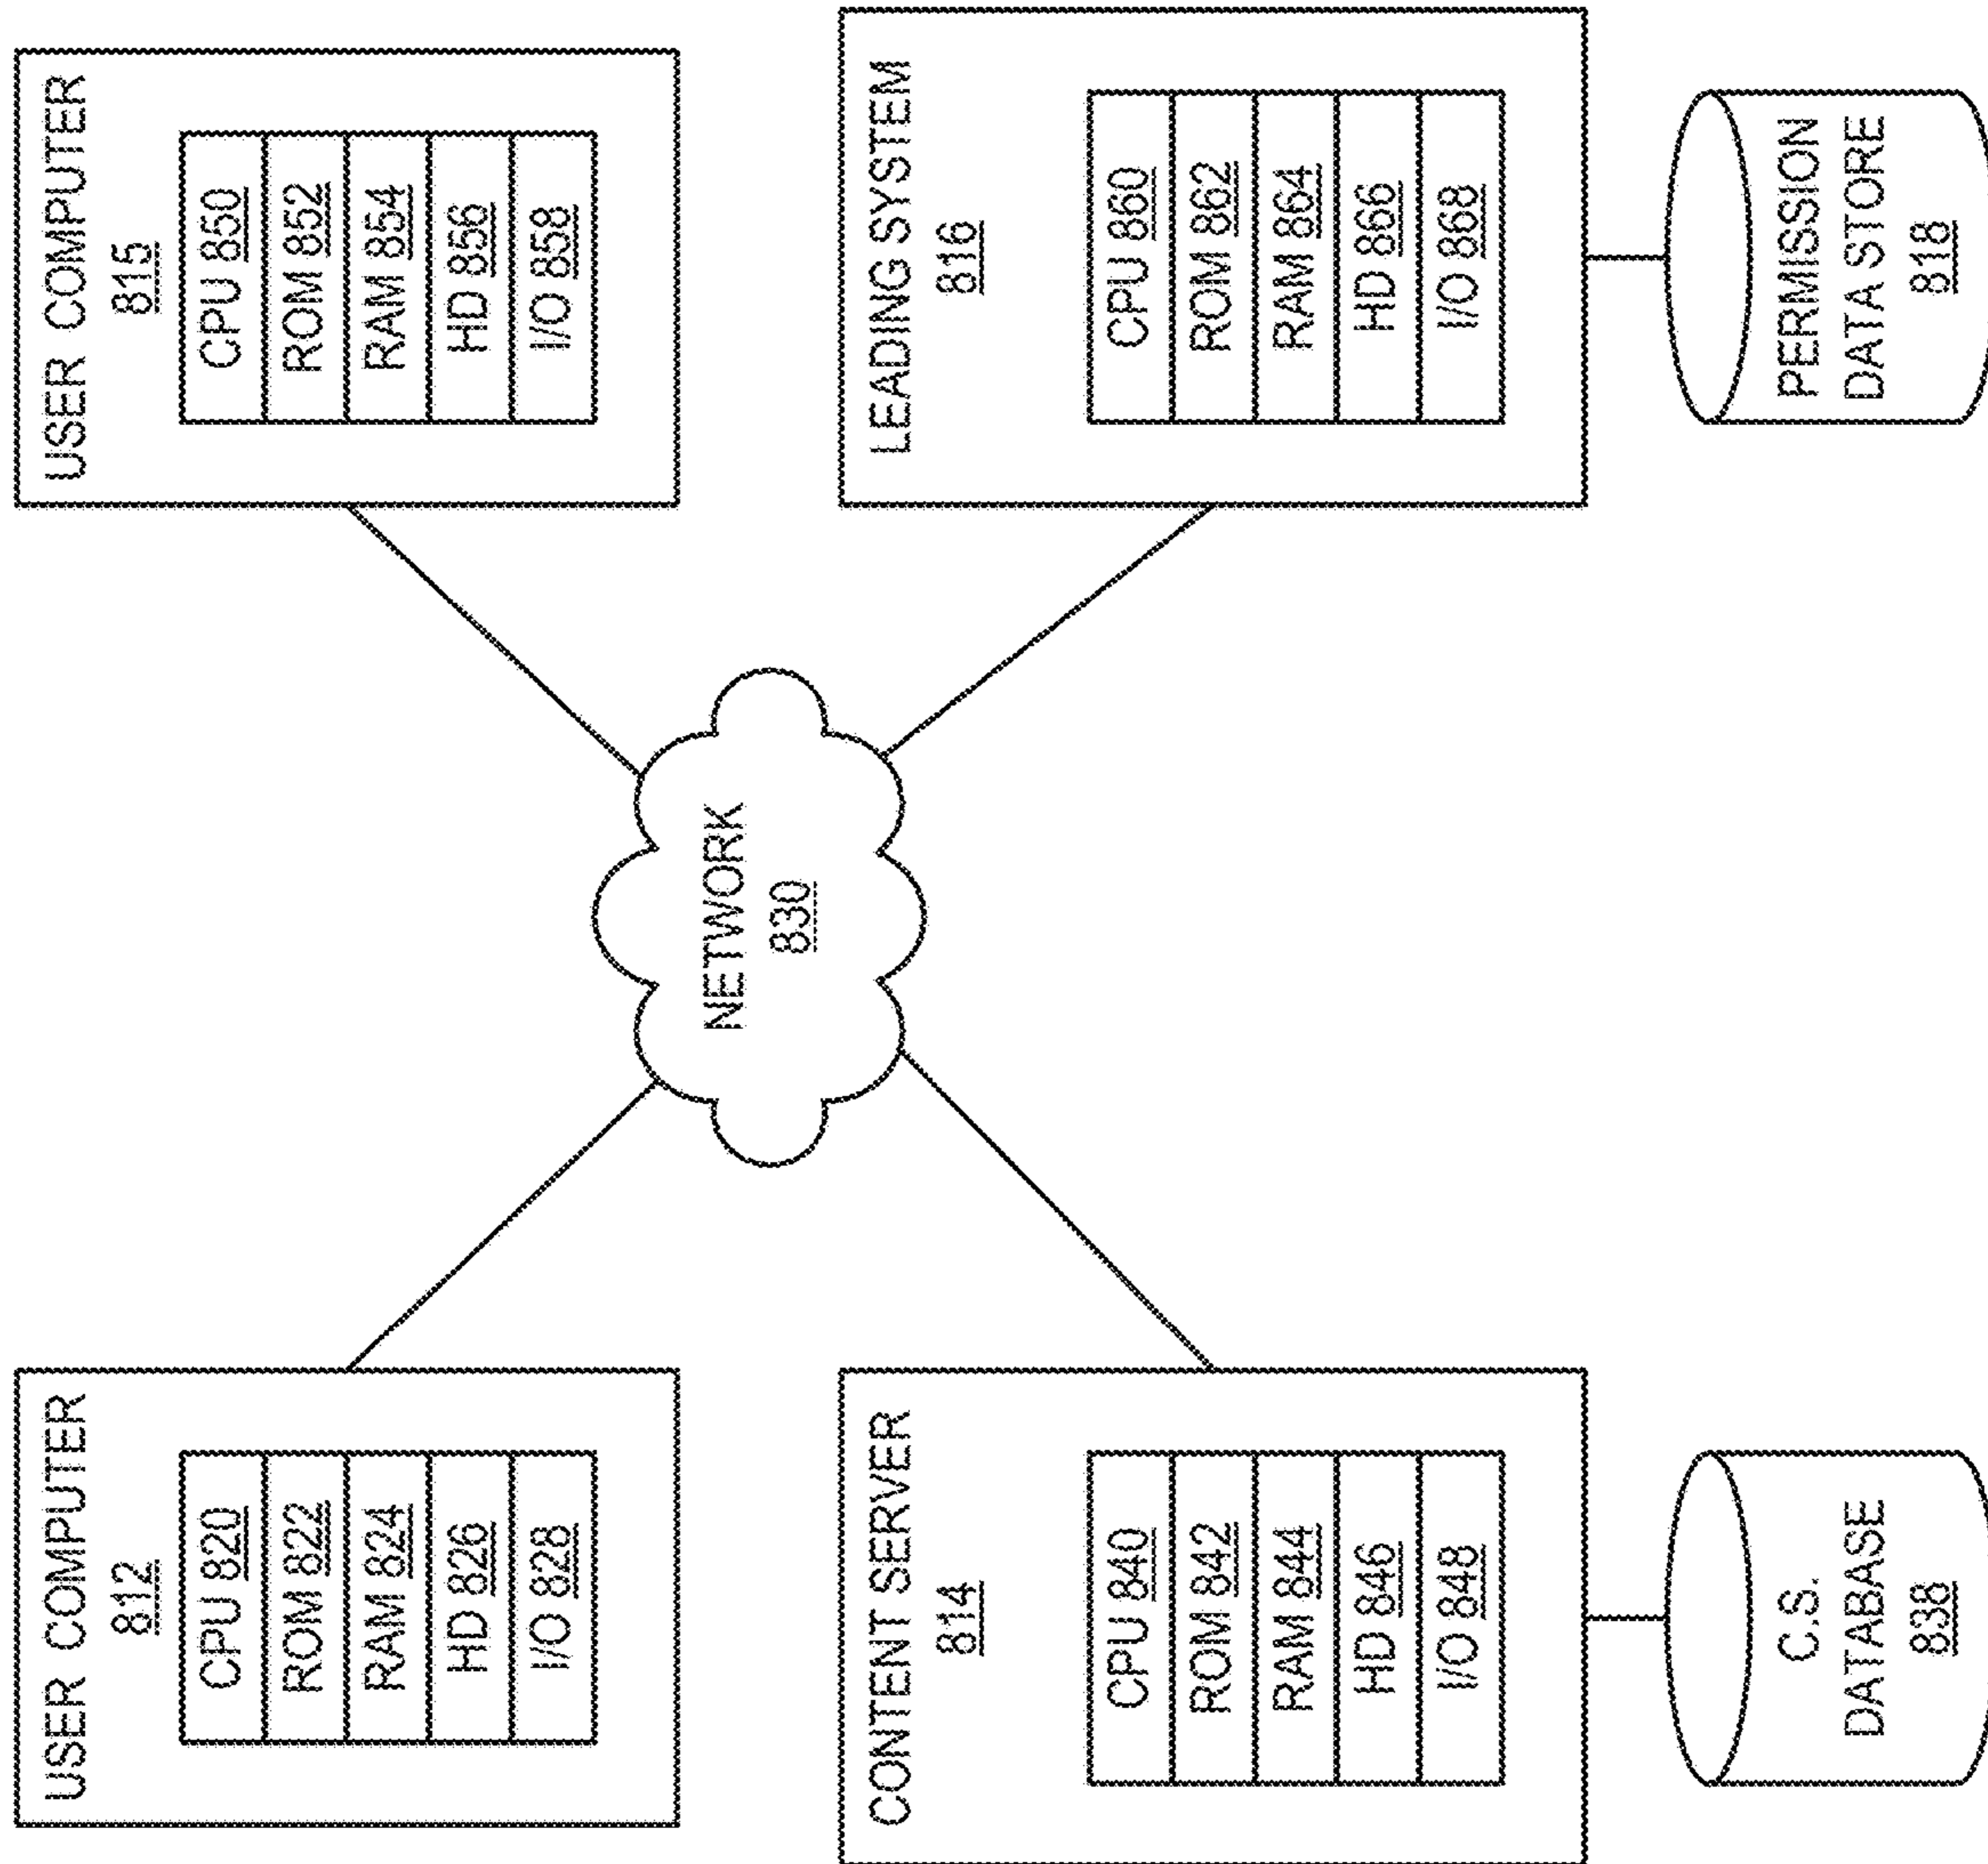 USER COMPUTER
812
CPU 820
ROM 822
RAM 824
HD 826
I/O 828
USER COMPUTER
815
CPU 850
ROM 852
RAM 854
HD 856
I/O 858
NETWORK
830
CONTENT SERVER
814
CPU 840
ROM 842
RAM 844
HD 846
I/O 848
C.S.
DATABASE
838
LEADING SYSTEM
816
CPU 860
ROM 862
RAM 864
HD 866
I/O 868
PERMISSION
DATA STORE
818